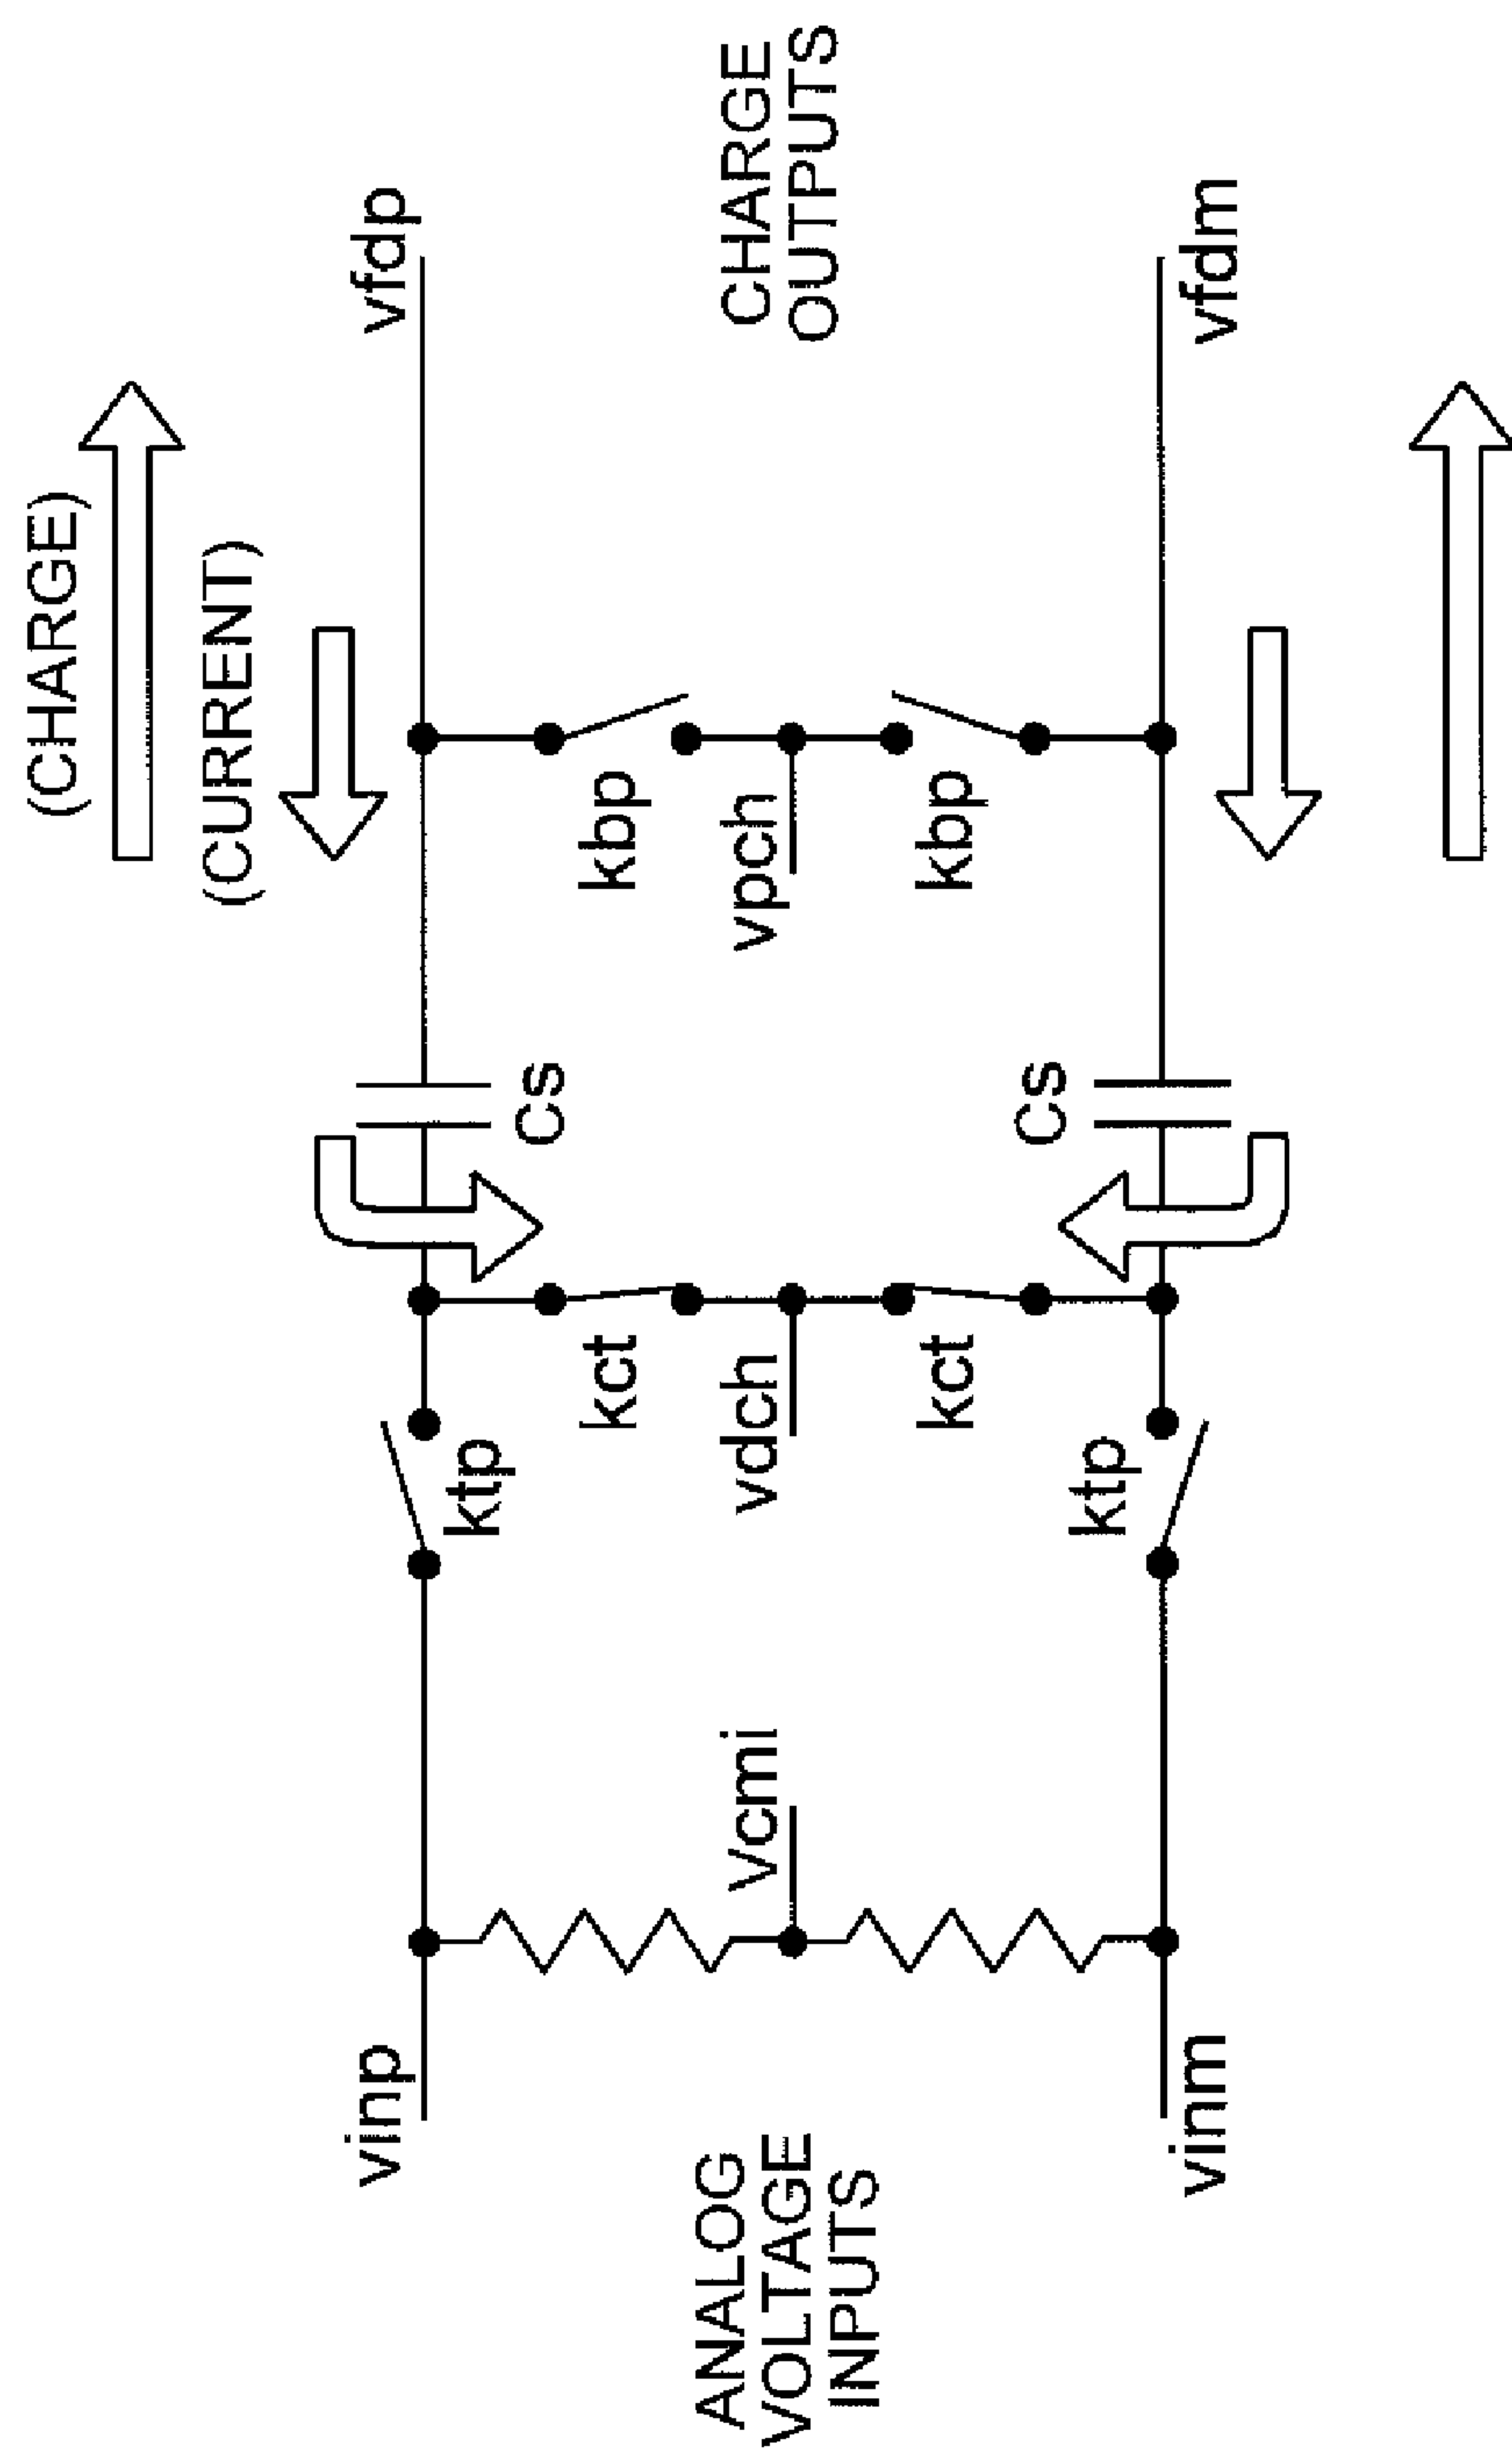 (CHARGE)
(CURRENT)
vinp
vfdp
ktp
Cs
kct
kbp
ANALOG
VOLTAGE
INPUTS
Vcmi
vdch
vpch
CHARGE
OUTPUTS
kct
kbp
ktp
Cs
vinm
vfdm